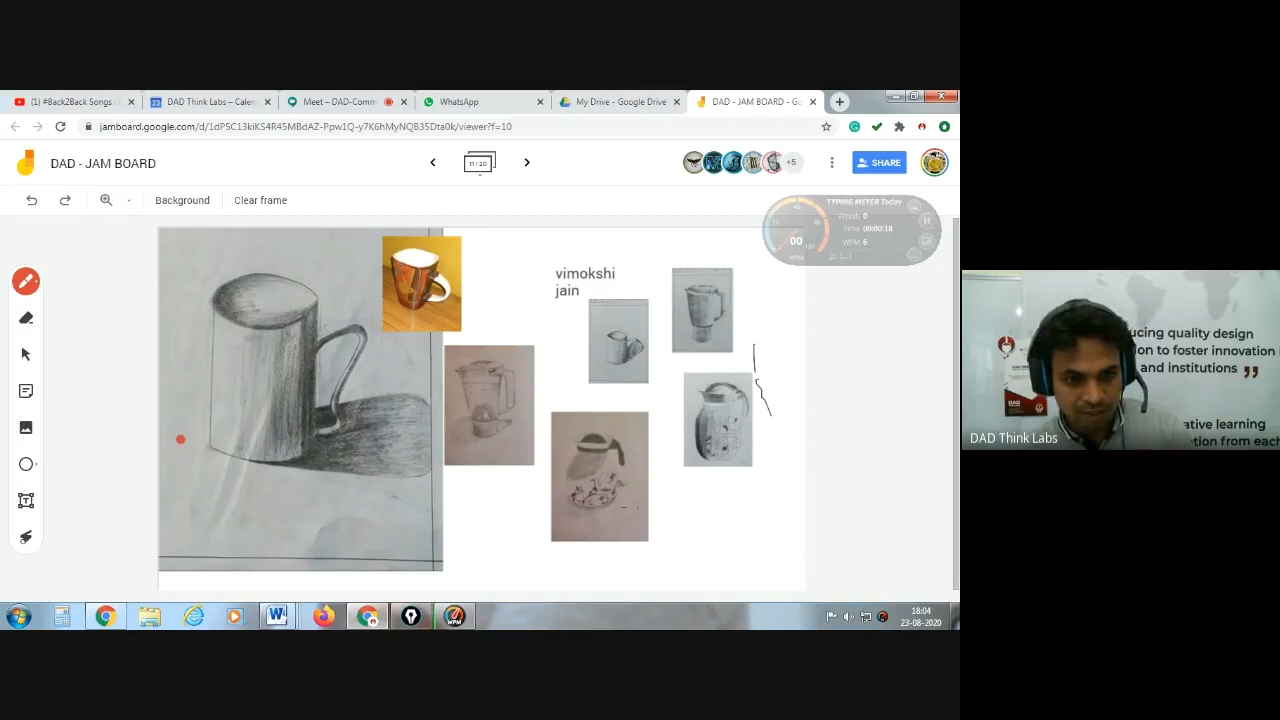 (1) #Back2Back Songs
DAD Think Labs – Calen
Meet – DAD-Comm
WhatsApp
My Drive - Google Drive
DAD - JAM BOARD - Go
jamboard.google.com/d/1dP5C13kiKS4R45MBdAZ-Ppw1Q-y7K6hMyNQB35Dta0k/viewer?f=10
DAD - JAM BOARD
11 / 20
+5
SHARE
Background
Clear frame
TYPING METER Today
Words: 0
Time 00:00:18
WPM 6
00
WPM
vimokshi
jain
ucing quality design
ion to foster innovation
and institutions
DAD
ative learning
tion from each
DAD Think Labs
WPM
18:04
23-08-2020